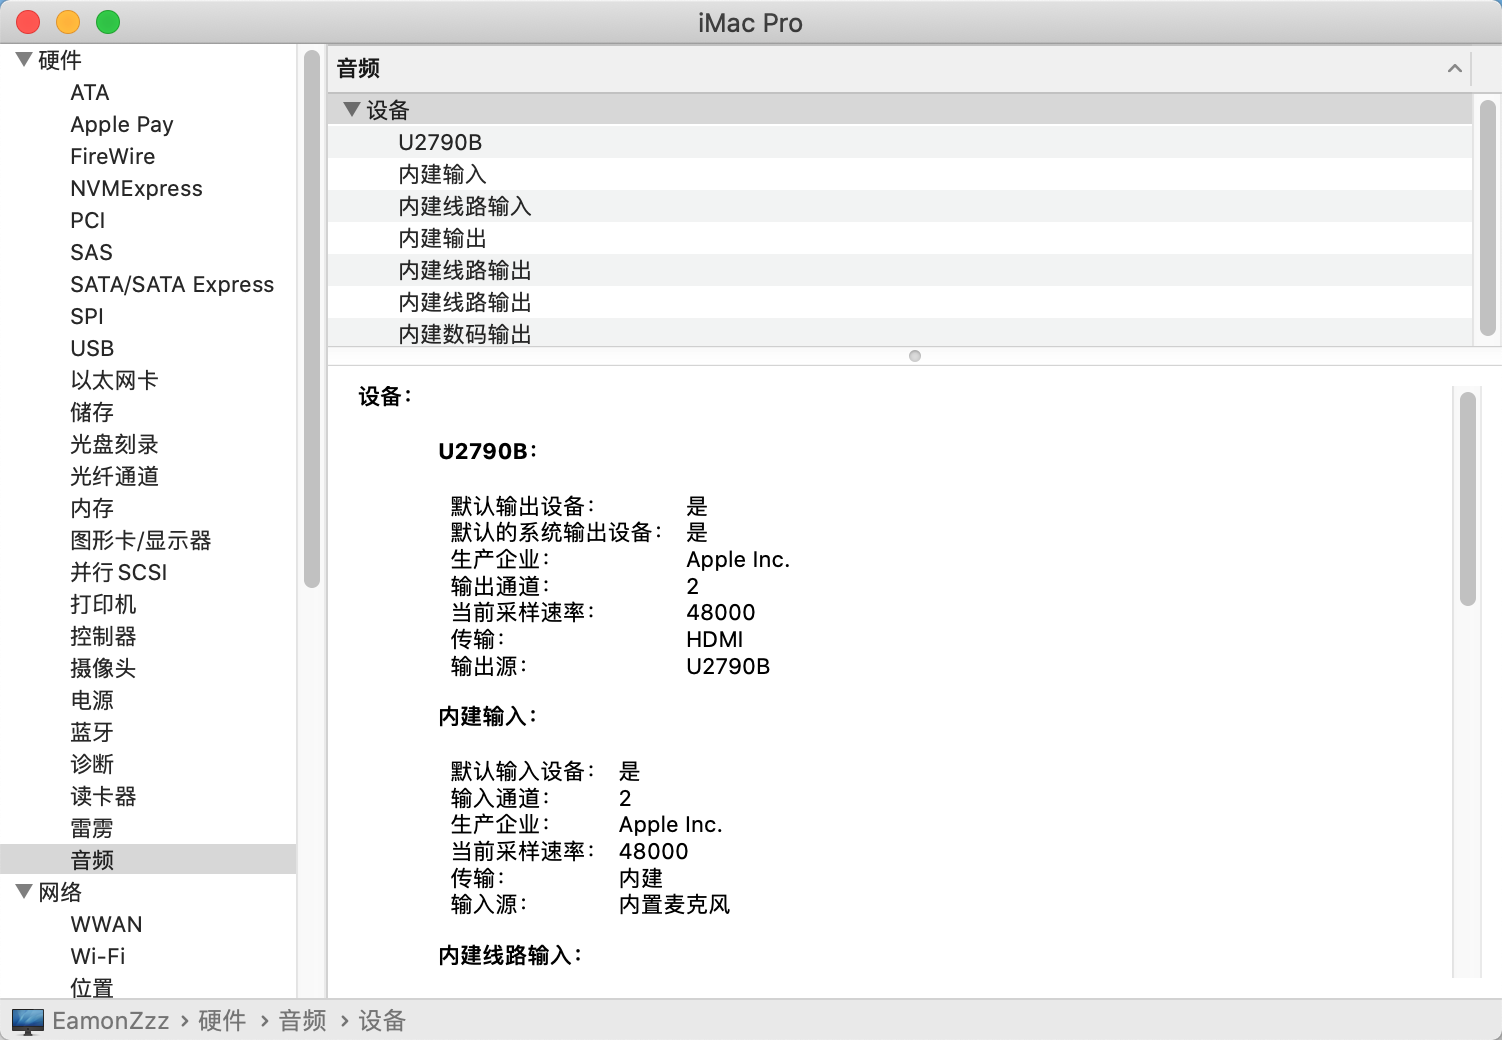 iMac Pro
硬件
ATA
Apple Pay
FireWire
NVMExpress
PCI
SAS
SATA/SATA Express
SPI
USB
以太网卡
储存
光盘刻录
光纤通道
内存
图形卡/显示器
并行SCSI
打印机
控制器
摄像头
电源
蓝牙
诊断
读卡器
雷雳
音频
网络
WWAN
Wi-Fi
位置
音频
设备
U2790B
内建输入
内建线路输入
内建输出
内建线路输出
内建线路输出
内建数码输出
设备：
U2790B：
默认输出设备： 是
默认的系统输出设备： 是
生产企业： Apple Inc.
输出通道： 2
当前采样速率： 48000
传输： HDMI
输出源： U2790B
内建输入：
默认输入设备： 是
输入通道： 2
生产企业： Apple Inc.
当前采样速率： 48000
传输： 内建
输入源： 内置麦克风
内建线路输入：
EamonZzz › 硬件 › 音频 › 设备